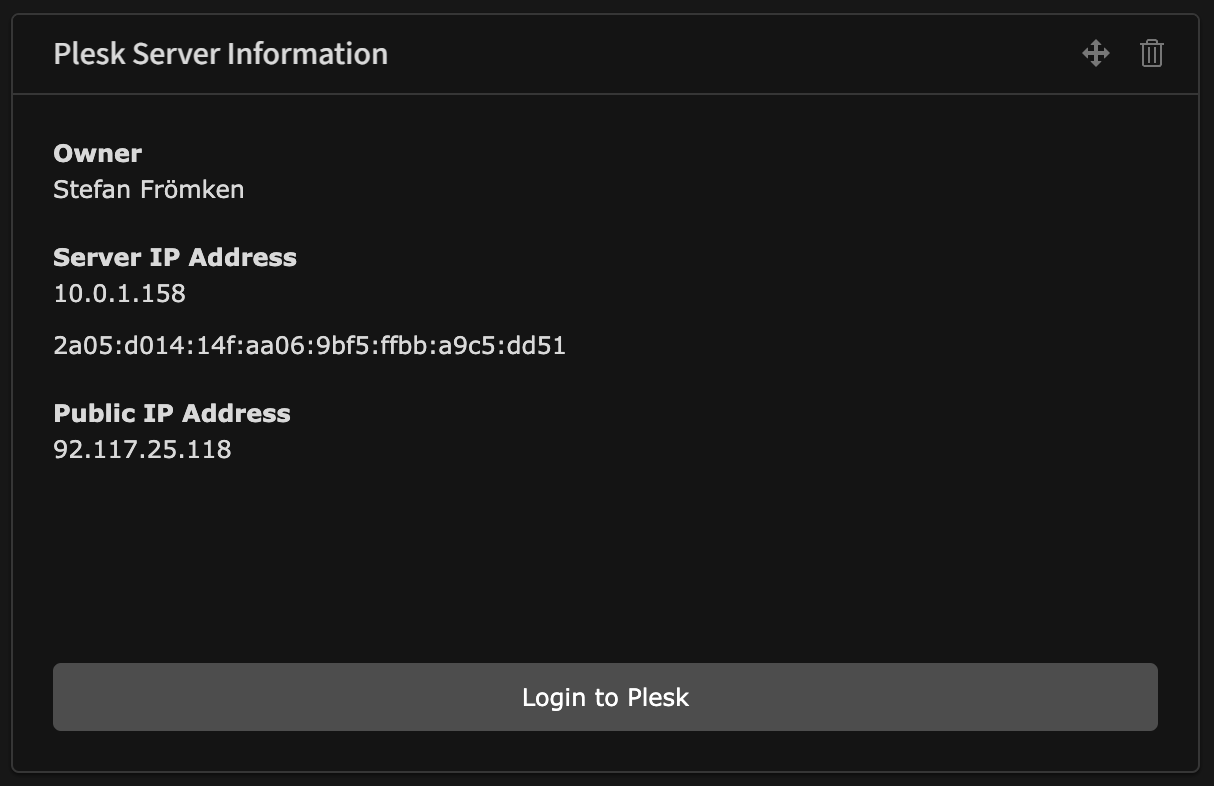 Plesk Server Information
Owner
Stefan Frömken
Server IP Address
10.0.1.158
2a05:d014:14f:aa06:9bf5:ffbb:a9c5:dd51
Public IP Address
92.117.25.118
Login to Plesk